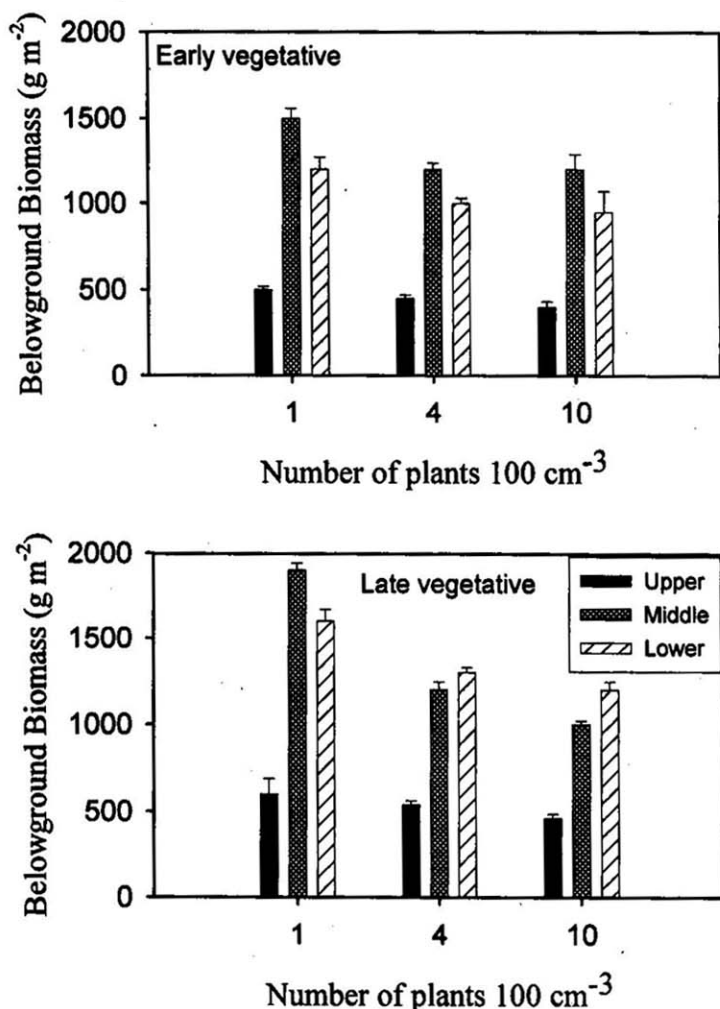 Belowground Biomass (g m-2)
2000
1500
1000
500
0
Early vegetative
1 4 10
Number of plants 100 cm-3
Belowground Biomass (g m-2)
2000
1500
1000
500
0
Late vegetative
Upper
Middle
Lower
1 4 10
Number of plants 100 cm-3